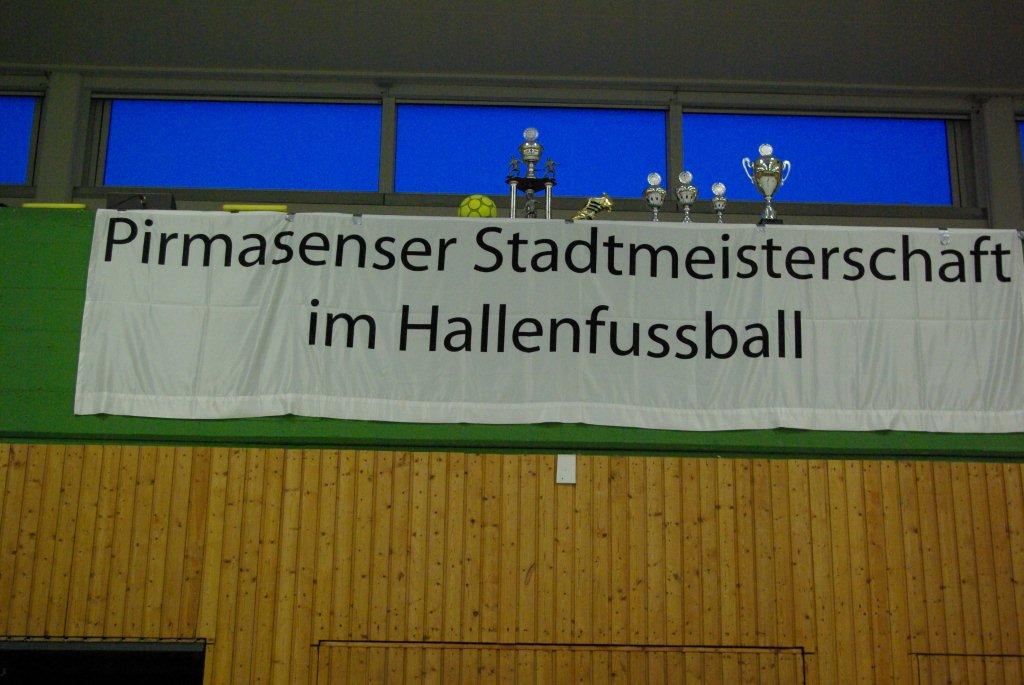 Pirmasenser Stadtmeisterschaft
im Hallenfussball